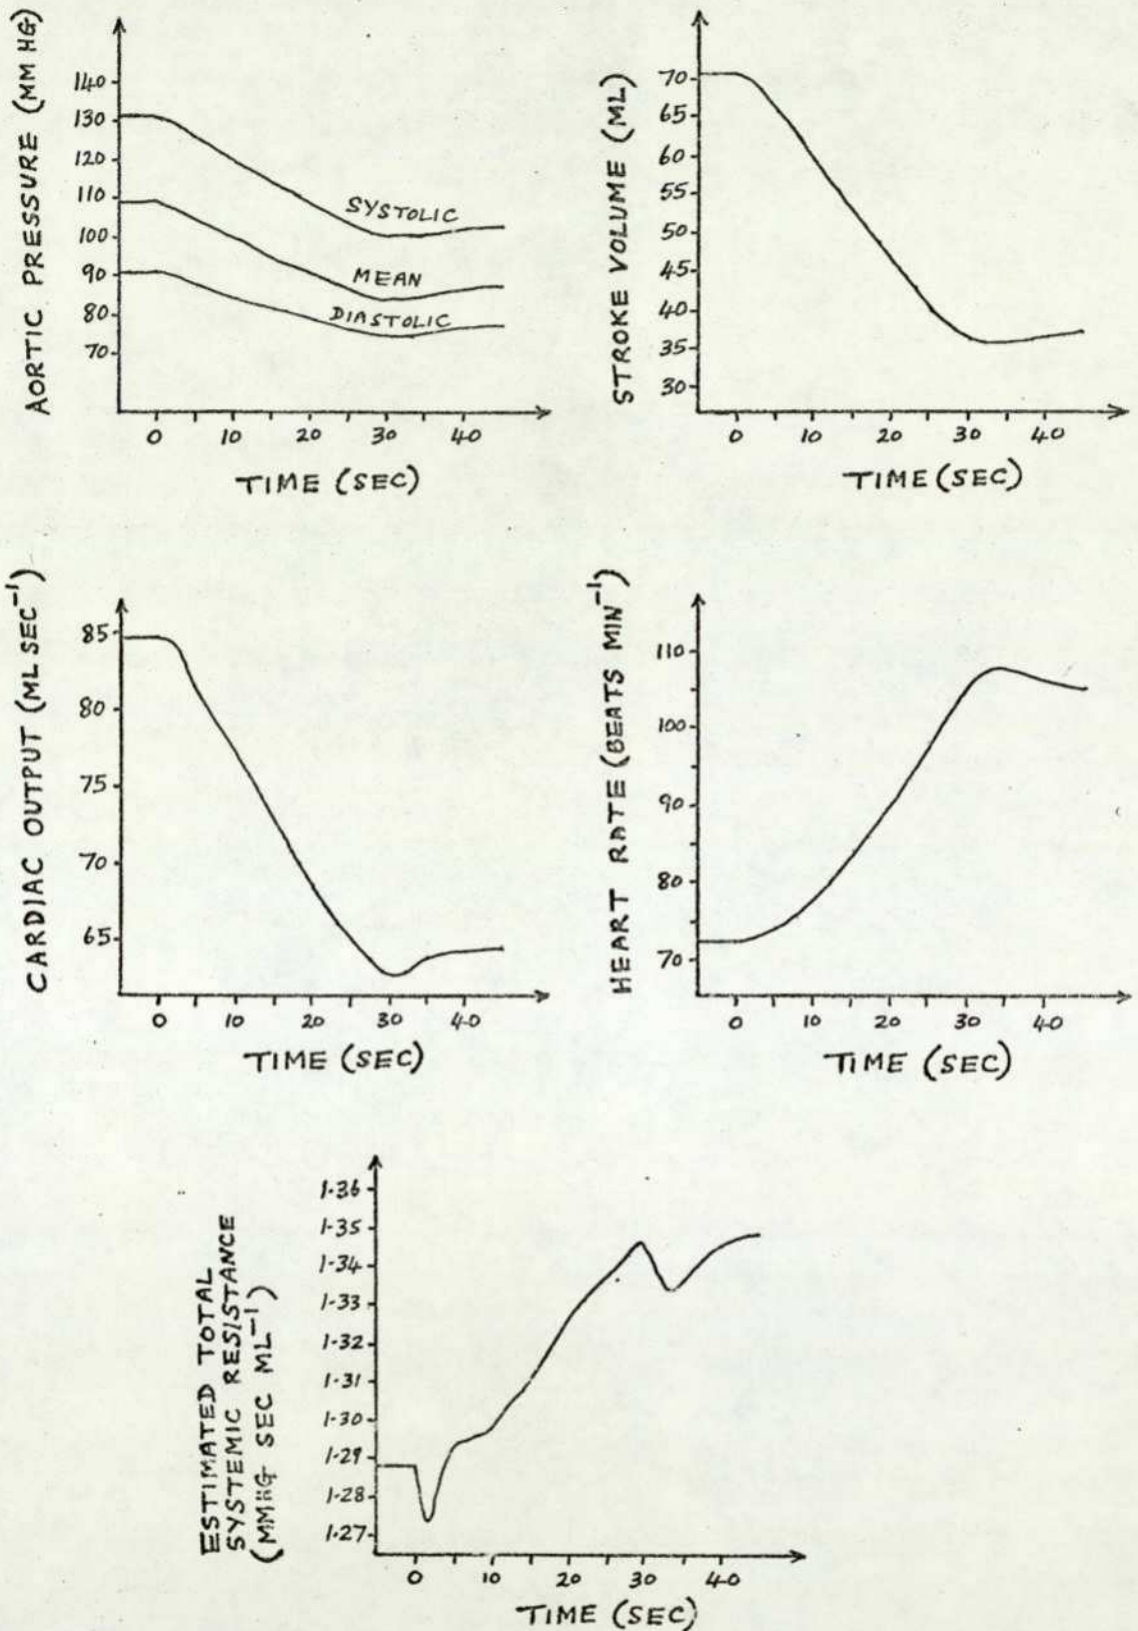 AORTIC PRESSURE (MM HG)
140
130
120
110
100
90
80
70
SYSTOLIC
MEAN
DIASTOLIC
0 10 20 30 40
TIME (SEC)
STROKE VOLUME (ML)
70
65
60
55
50
45
40
35
30
0 10 20 30 40
TIME (SEC)
CARDIAC OUTPUT (ML SEC⁻¹)
85
80
75
70
65
0 10 20 30 40
TIME (SEC)
HEART RATE (BEATS MIN⁻¹)
110
100
90
80
70
0 10 20 30 40
TIME (SEC)
ESTIMATED TOTAL
SYSTEMIC RESISTANCE
(MMHG SEC ML⁻¹)
1.36
1.35
1.34
1.33
1.32
1.31
1.30
1.29
1.28
1.27
0 10 20 30 40
TIME (SEC)